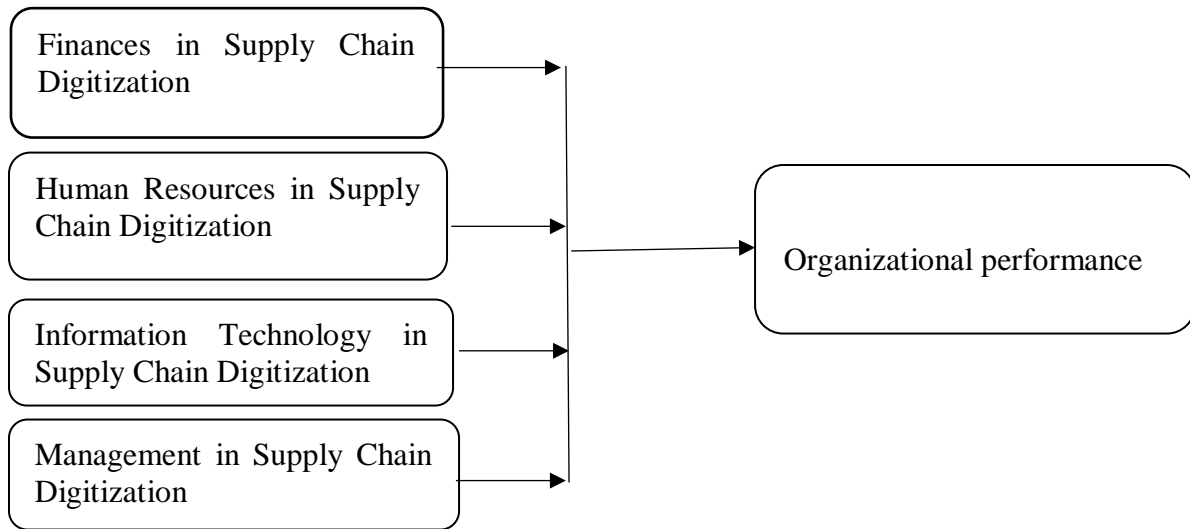 Finances in Supply Chain
Digitization
Human Resources in Supply
Chain Digitization
Organizational performance
Information Technology in
Supply Chain Digitization
Management in Supply Chain
Digitization